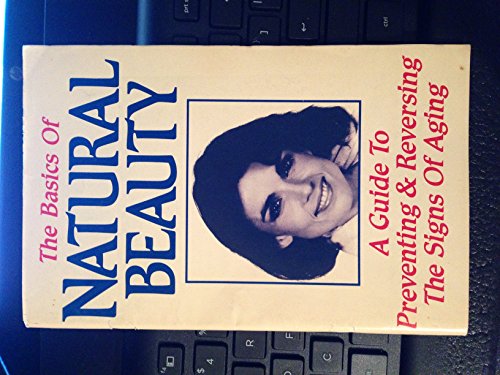 The Basics Of
NATURAL
BEAUTY
A Guide To
Preventing & Reversing
The Signs Of Aging